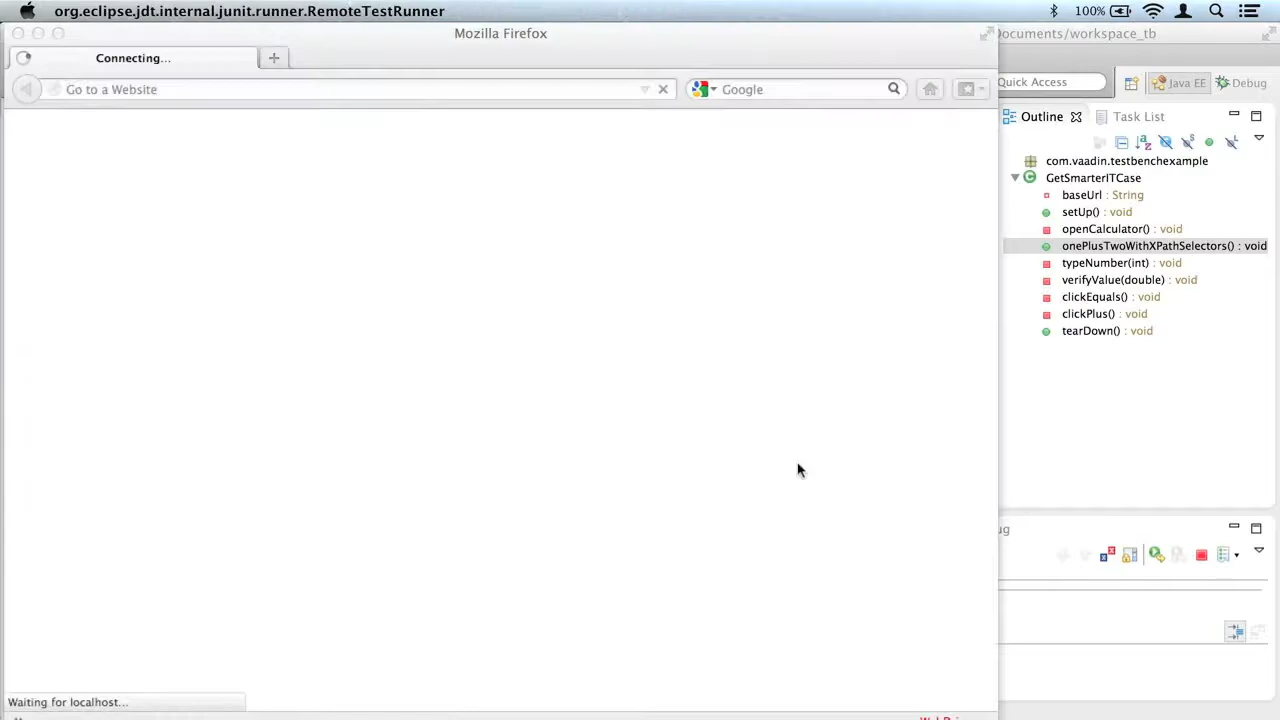 org.eclipse.jdt.internal.junit.runner.RemoteTestRunner
100%
Mozilla Firefox
Documents/workspace_tb
Connecting...
Go to a Website
Google
Quick Access
Java EE
Debug
Outline
Task List
com.vaadin.testbenchexample
GetSmarterITCase
baseUrl : String
setUp() : void
openCalculator() : void
onePlusTwoWithXPathSelectors() : void
typeNumber(int) : void
verifyValue(double) : void
clickEquals() : void
clickPlus() : void
tearDown() : void
ug
Waiting for localhost...